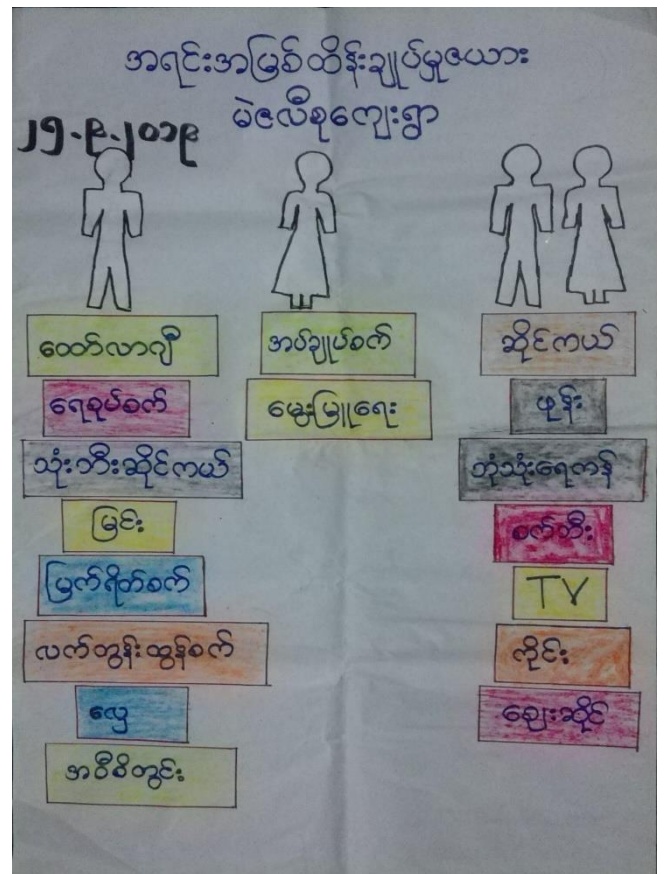 အရင်းအမြစ်ထိန်းချုပ်မှုဇယား
မဲဇလီစုကျေးရွာ
၂၅.၉.၂၀၁၉
ထော်လာဂျီ
ရေစုပ်စက်
သုံးဘီးဆိုင်ကယ်
မြင်း
မြက်ရိတ်စက်
လက်တွန်းထွန်စက်
လှေ
အဝီစိတွင်း
အပ်ချုပ်စက်
မွေးမြူရေး
ဆိုင်ကယ်
ဖုန်း
ဘုံသုံးရေကန်
စက်ဘီး
TV
ကိုင်း
ဈေးဆိုင်